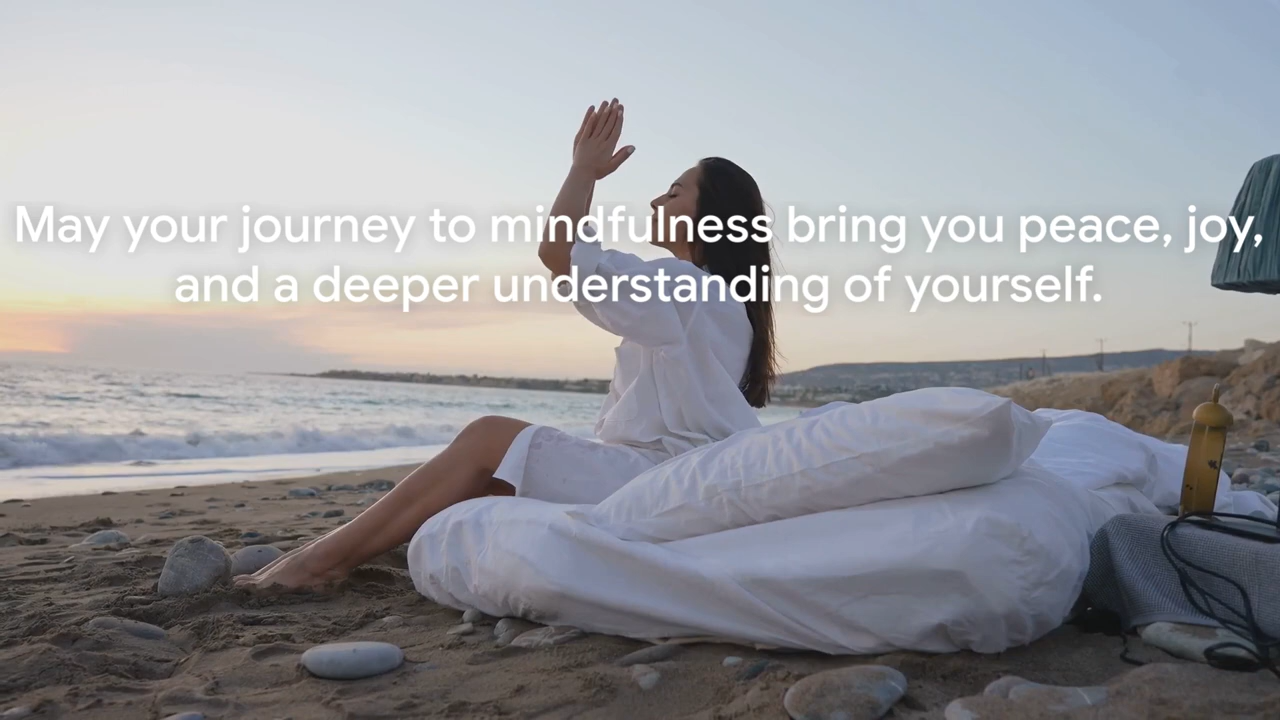 May your journey to mindfulness bring you peace, joy,
and a deeper understanding of yourself.